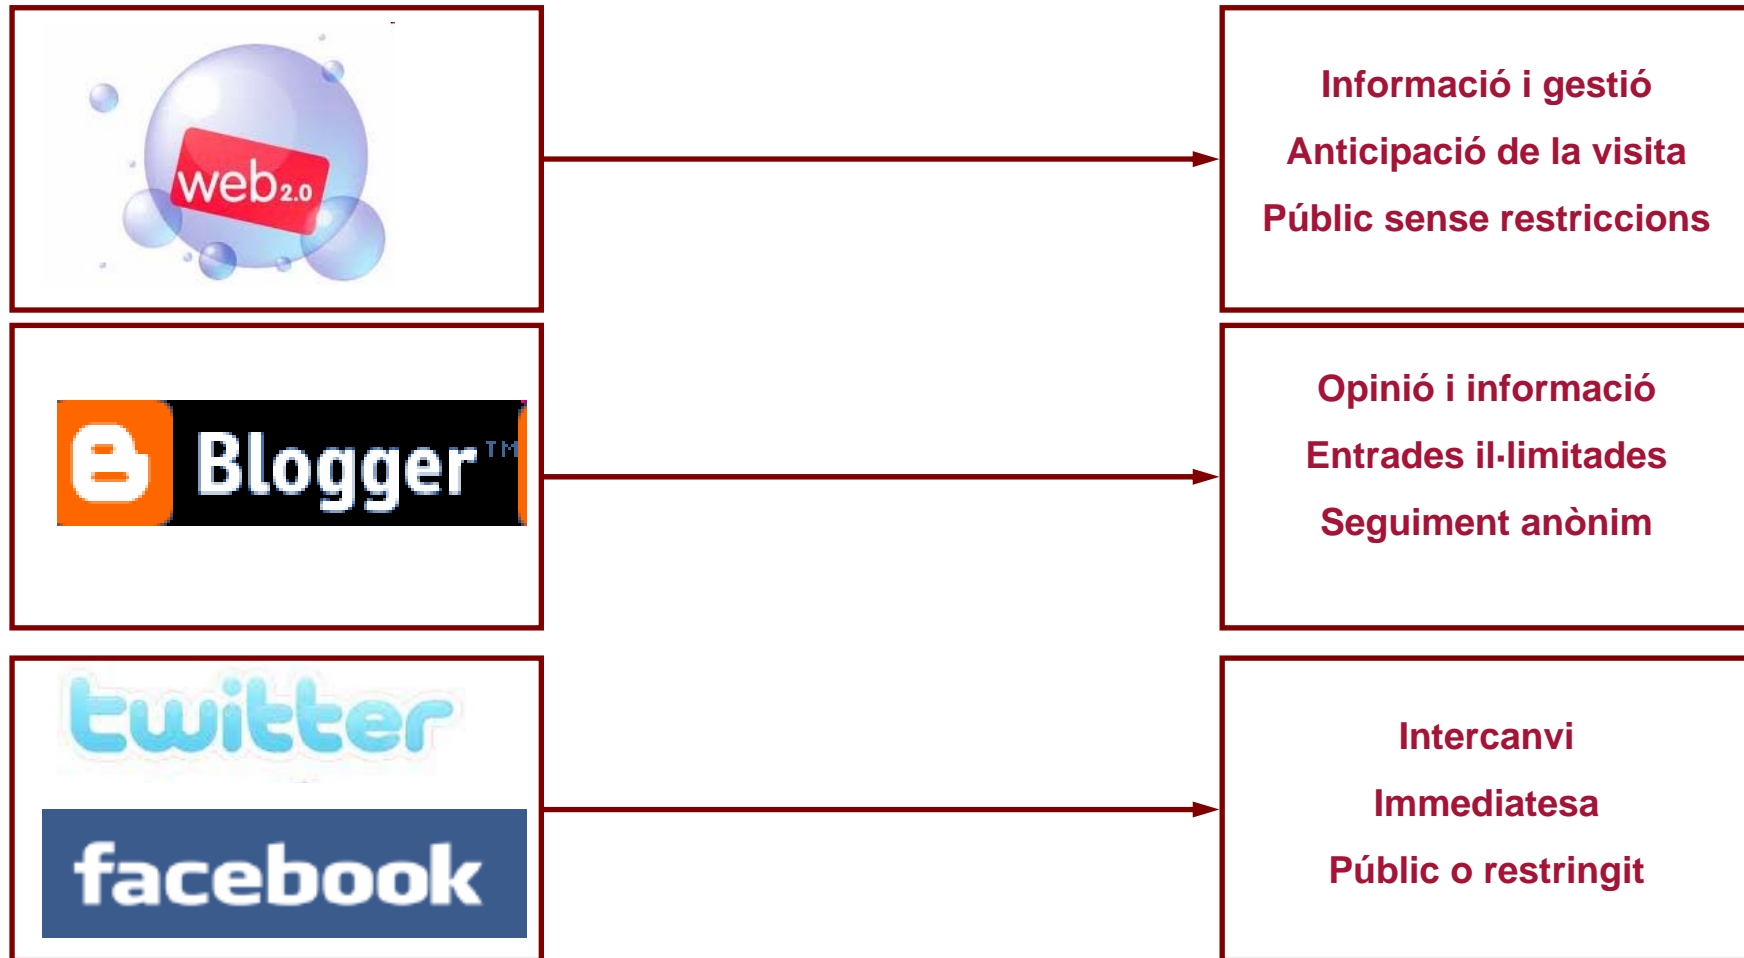 web2.0
Informació i gestió
Anticipació de la visita
Públic sense restriccions
Blogger™
Opinió i informació
Entrades il·limitades
Seguiment anònim
twitter
facebook
Intercanvi
Immediatesa
Públic o restringit